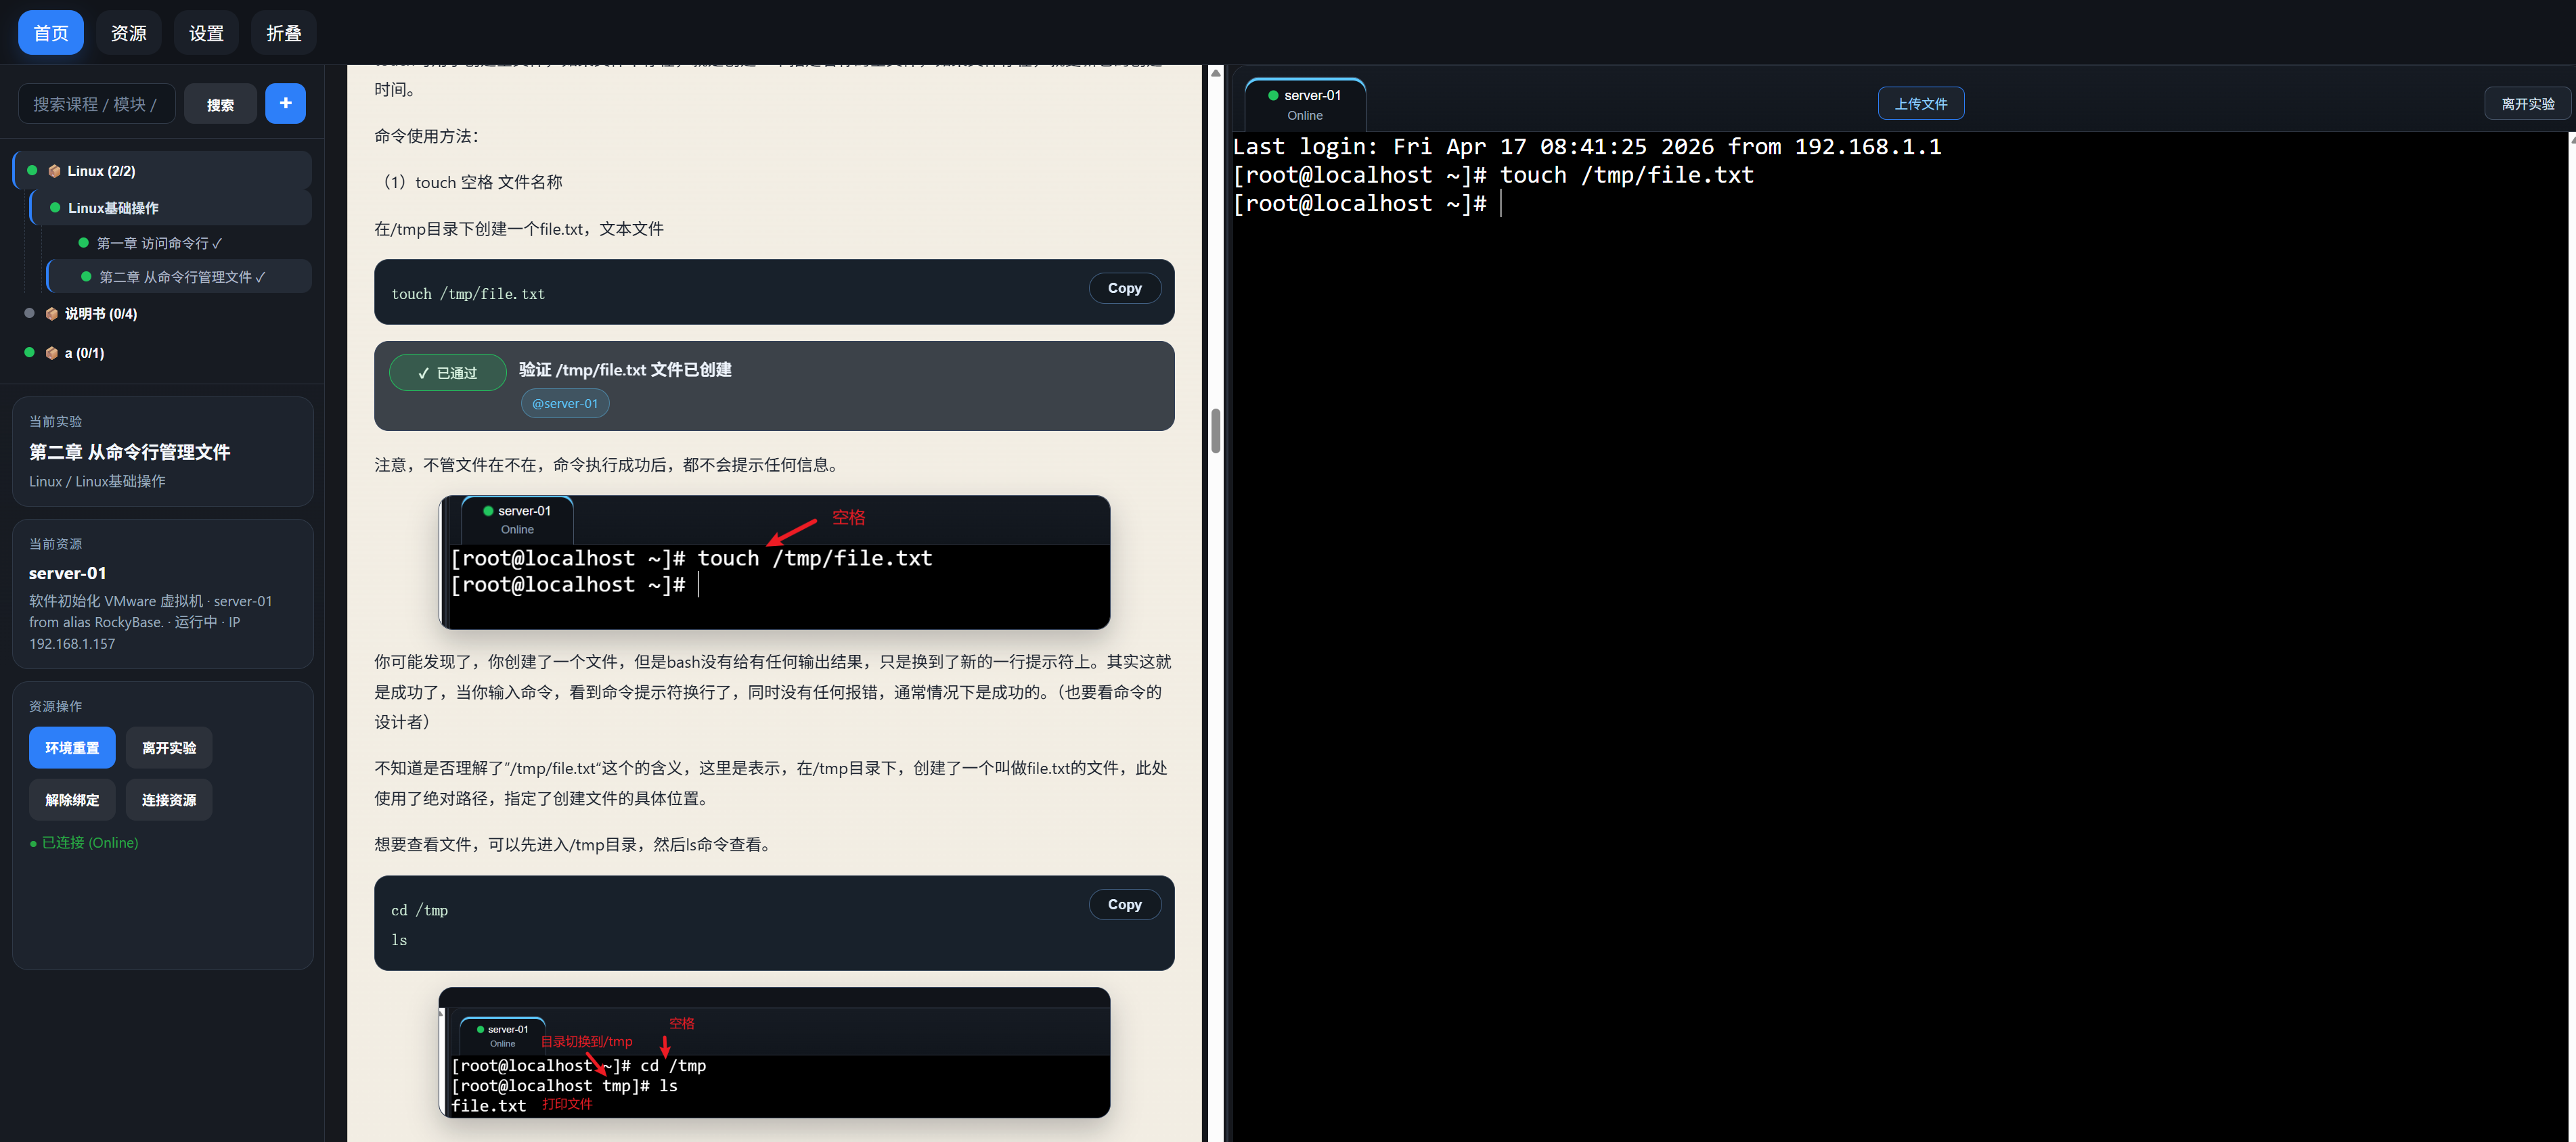 首页 资源 设置 折叠
搜索课程 / 模块 / 搜索 +
Linux (2/2)
Linux基础操作
第一章 访问命令行 ✓
第二章 从命令行管理文件 ✓
说明书 (0/4)
a (0/1)
当前实验
第二章 从命令行管理文件
Linux / Linux基础操作
当前资源
server-01
软件初始化 VMware 虚拟机 · server-01
from alias RockyBase. · 运行中 · IP
192.168.1.157
资源操作
环境重置 离开实验
解除绑定 连接资源
● 已连接 (Online)
时间。
命令使用方法：
（1）touch 空格 文件名称
在/tmp目录下创建一个file.txt，文本文件
touch /tmp/file.txt
Copy
✓ 已通过 验证 /tmp/file.txt 文件已创建
@server-01
注意，不管文件在不在，命令执行成功后，都不会提示任何信息。
server-01
Online
空格
[root@localhost ~]# touch /tmp/file.txt
[root@localhost ~]#
你可能发现了，你创建了一个文件，但是bash没有给有任何输出结果，只是换到了新的一行提示符上。其实这就
是成功了，当你输入命令，看到命令提示符换行了，同时没有任何报错，通常情况下是成功的。（也要看命令的
设计者）
不知道是否理解了“/tmp/file.txt“这个的含义，这里是表示，在/tmp目录下，创建了一个叫做file.txt的文件，此处
使用了绝对路径，指定了创建文件的具体位置。
想要查看文件，可以先进入/tmp目录，然后ls命令查看。
cd /tmp
ls
Copy
server-01
Online
空格
目录切换到/tmp
[root@localhost ~]# cd /tmp
[root@localhost tmp]# ls
file.txt 打印文件
server-01
Online
上传文件
离开实验
Last login: Fri Apr 17 08:41:25 2026 from 192.168.1.1
[root@localhost ~]# touch /tmp/file.txt
[root@localhost ~]#